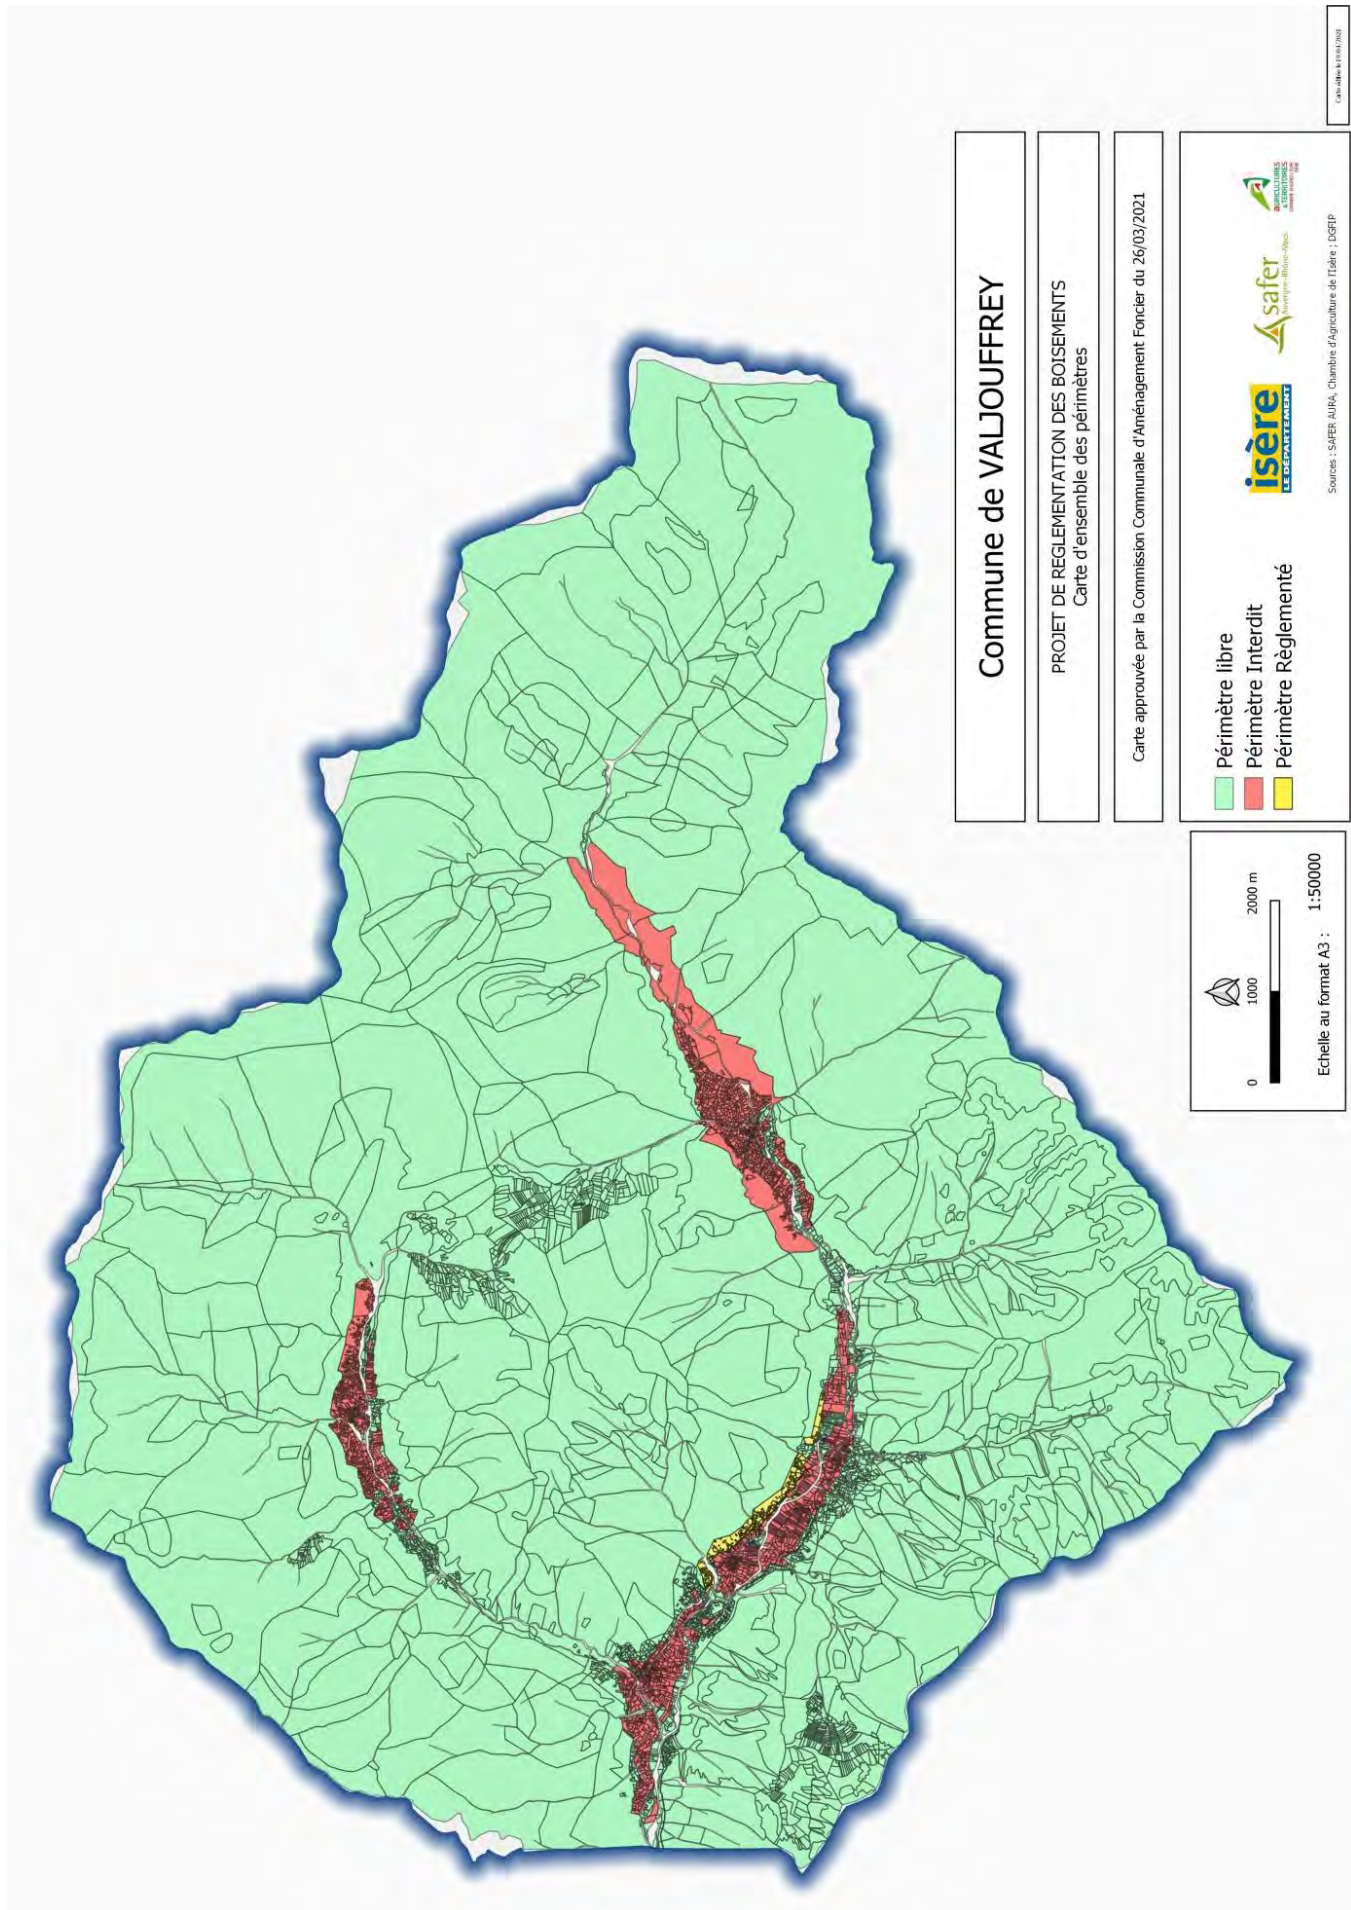 Commune de VALJOUFFREY
PROJET DE REGLEMENTATION DES BOISEMENTS
Carte d'ensemble des périmètres
Carte approuvée par la Commission Communale d'Aménagement Foncier du 26/03/2021
Périmètre libre
Périmètre Interdit
Périmètre Règlementé
isère
LE DÉPARTEMENT
safer
Auvergne-Rhône-Alpes
AGRICULTURES
& TERRITOIRES
Sources : SAFER AURA, Chambre d'Agriculture de l'Isère ; DGFIP
0 1000 2000 m
Echelle au format A3 : 1:50000